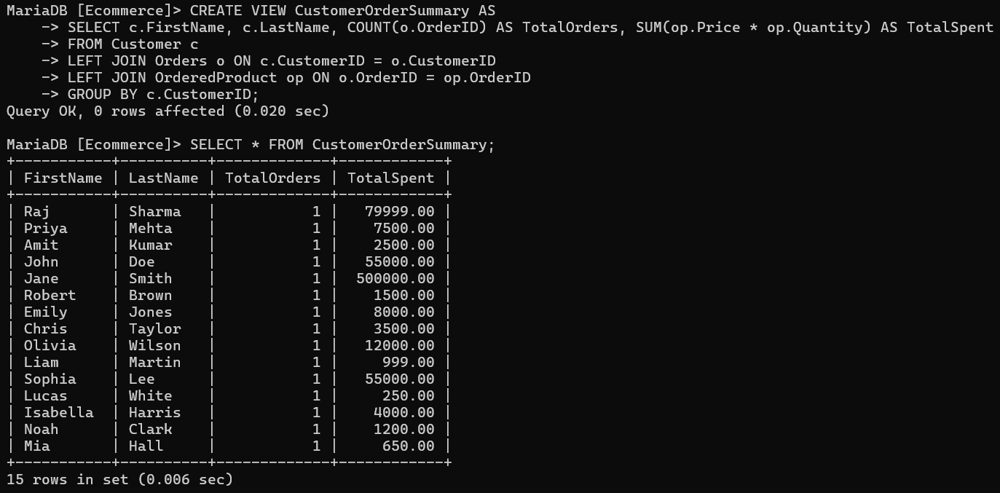 MariaDB [Ecommerce]> CREATE VIEW CustomerOrderSummary AS
    -> SELECT c.FirstName, c.LastName, COUNT(o.OrderID) AS TotalOrders, SUM(op.Price * op.Quantity) AS TotalSpent
    -> FROM Customer c
    -> LEFT JOIN Orders o ON c.CustomerID = o.CustomerID
    -> LEFT JOIN OrderedProduct op ON o.OrderID = op.OrderID
    -> GROUP BY c.CustomerID;
Query OK, 0 rows affected (0.020 sec)

MariaDB [Ecommerce]> SELECT * FROM CustomerOrderSummary;
+-----------+----------+-------------+------------+
| FirstName | LastName | TotalOrders | TotalSpent |
+-----------+----------+-------------+------------+
| Raj       | Sharma   |           1 |   79999.00 |
| Priya     | Mehta    |           1 |    7500.00 |
| Amit      | Kumar    |           1 |    2500.00 |
| John      | Doe      |           1 |   55000.00 |
| Jane      | Smith    |           1 |  500000.00 |
| Robert    | Brown    |           1 |    1500.00 |
| Emily     | Jones    |           1 |    8000.00 |
| Chris     | Taylor   |           1 |    3500.00 |
| Olivia    | Wilson   |           1 |   12000.00 |
| Liam      | Martin   |           1 |     999.00 |
| Sophia    | Lee      |           1 |   55000.00 |
| Lucas     | White    |           1 |     250.00 |
| Isabella  | Harris   |           1 |    4000.00 |
| Noah      | Clark    |           1 |    1200.00 |
| Mia       | Hall     |           1 |     650.00 |
+-----------+----------+-------------+------------+
15 rows in set (0.006 sec)